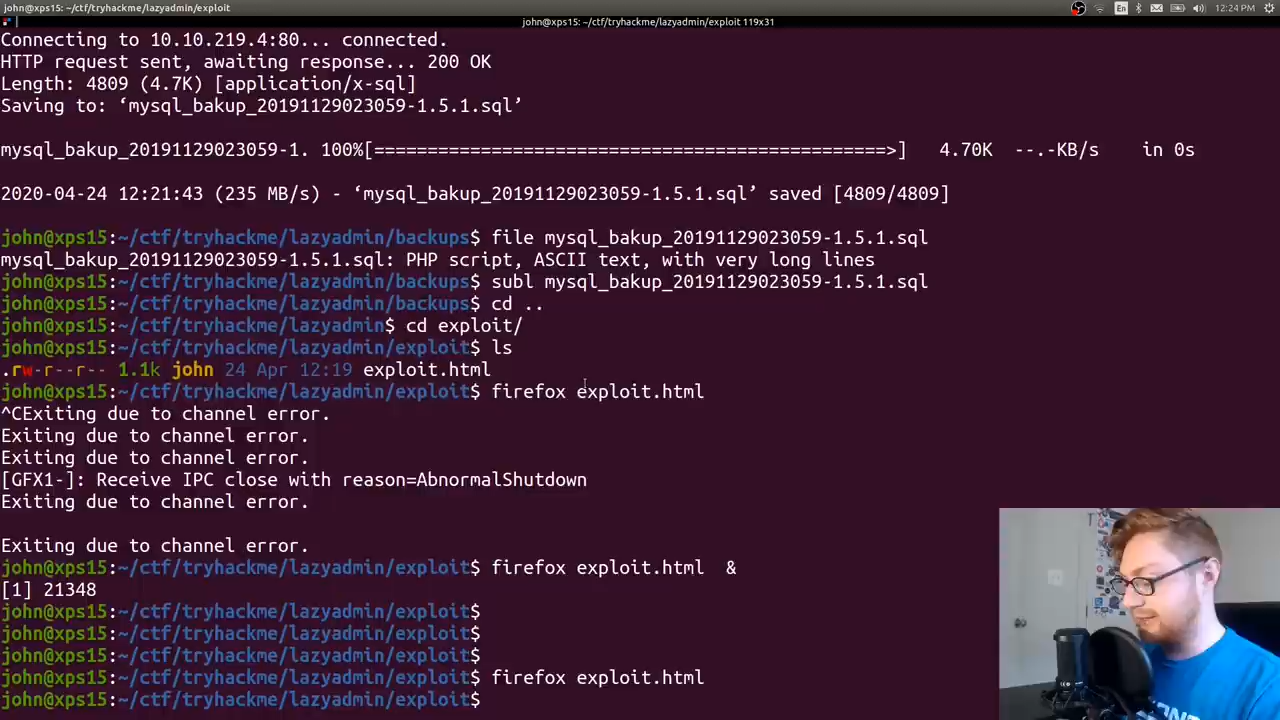 john@xps15: ~/ctf/tryhackme/lazyadmin/exploit
En
12:24 PM
john@xps15: ~/ctf/tryhackme/lazyadmin/exploit 119x31
Connecting to 10.10.219.4:80... connected.
HTTP request sent, awaiting response... 200 OK
Length: 4809 (4.7K) [application/x-sql]
Saving to: ‘mysql_bakup_20191129023059-1.5.1.sql’
mysql_bakup_20191129023059-1. 100%[================================================>]   4.70K  --.-KB/s    in 0s
2020-04-24 12:21:43 (235 MB/s) - ‘mysql_bakup_20191129023059-1.5.1.sql’ saved [4809/4809]
john@xps15:~/ctf/tryhackme/lazyadmin/backups$ file mysql_bakup_20191129023059-1.5.1.sql
mysql_bakup_20191129023059-1.5.1.sql: PHP script, ASCII text, with very long lines
john@xps15:~/ctf/tryhackme/lazyadmin/backups$ subl mysql_bakup_20191129023059-1.5.1.sql
john@xps15:~/ctf/tryhackme/lazyadmin/backups$ cd ..
john@xps15:~/ctf/tryhackme/lazyadmin$ cd exploit/
john@xps15:~/ctf/tryhackme/lazyadmin/exploit$ ls
.rw-r--r-- 1.1k john 24 Apr 12:19 exploit.html
john@xps15:~/ctf/tryhackme/lazyadmin/exploit$ firefox exploit.html
^CExiting due to channel error.
Exiting due to channel error.
Exiting due to channel error.
[GFX1-]: Receive IPC close with reason=AbnormalShutdown
Exiting due to channel error.
Exiting due to channel error.
john@xps15:~/ctf/tryhackme/lazyadmin/exploit$ firefox exploit.html  &
[1] 21348
john@xps15:~/ctf/tryhackme/lazyadmin/exploit$
john@xps15:~/ctf/tryhackme/lazyadmin/exploit$
john@xps15:~/ctf/tryhackme/lazyadmin/exploit$
john@xps15:~/ctf/tryhackme/lazyadmin/exploit$ firefox exploit.html
john@xps15:~/ctf/tryhackme/lazyadmin/exploit$